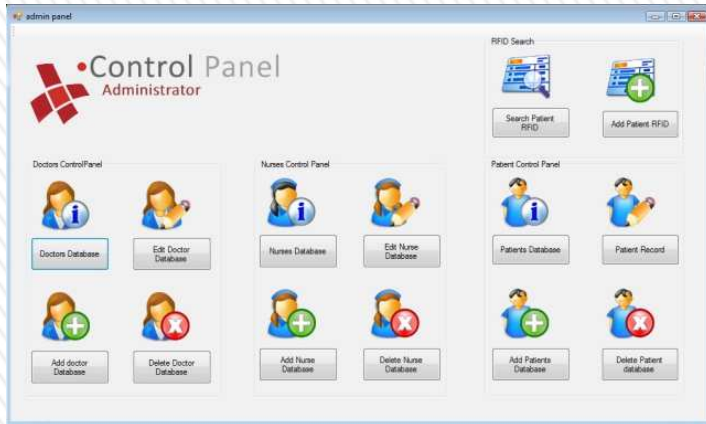 admin panel
•Control Panel
Administrator
RFID Search
Search Patient
RFID
Add Patient RFID
Doctors ControlPanel
Doctors Database
Edit Doctor
Database
Add doctor
Database
Delete Doctor
Database
Nurses Control Panel
Nurses Database
Edit Nurse
Database
Add Nurse
Database
Delete Nurse
Database
Patient Control Panel
Patients Database
Patient Record
Add Patients
Database
Delete Patient
database